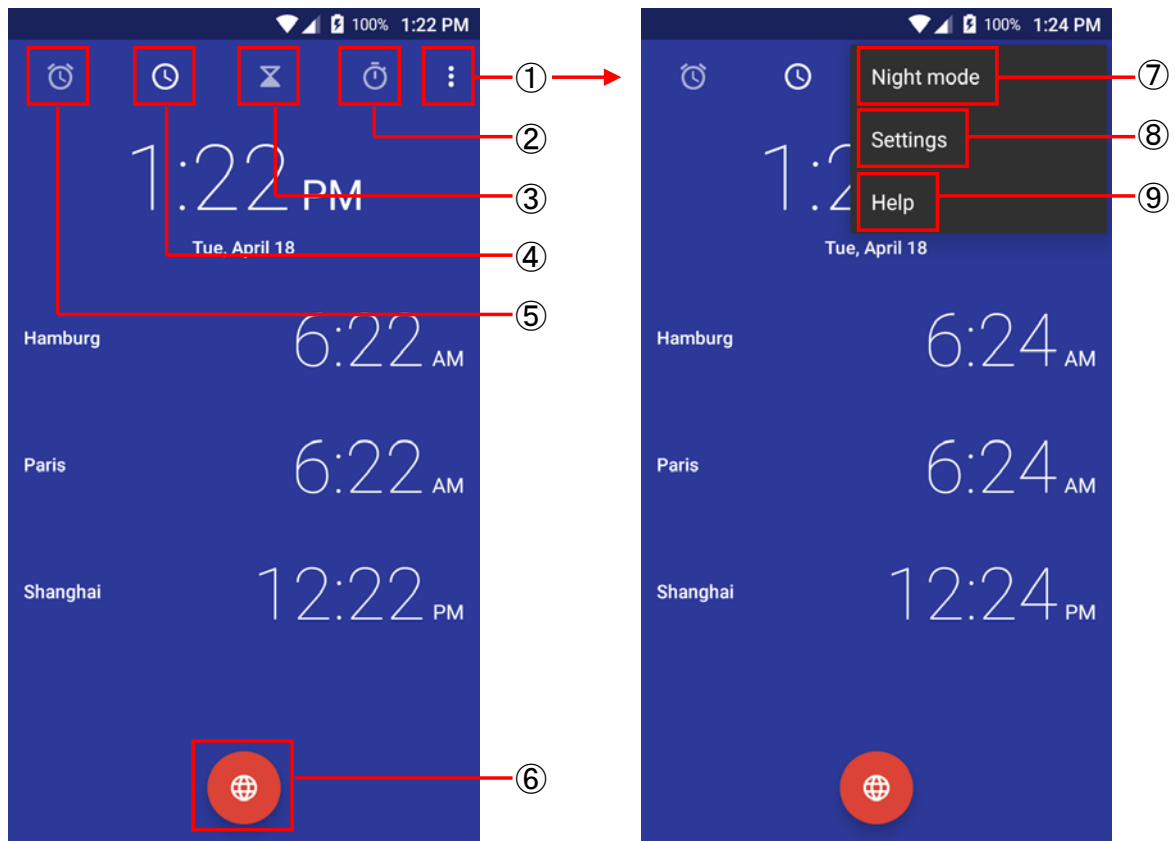 100% 1:22 PM
①
②
1:22 PM
③
Tue, April 18
④
⑤
Hamburg 6:22 AM
Paris 6:22 AM
Shanghai 12:22 PM
⑥
100% 1:24 PM
Night mode ⑦
Settings ⑧
1:2
Help ⑨
Tue, April 18
Hamburg 6:24 AM
Paris 6:24 AM
Shanghai 12:24 PM